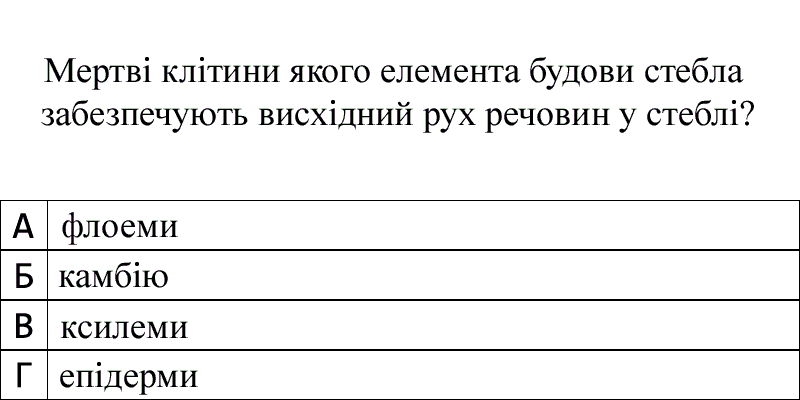 Мертві клітини якого елемента будови стебла
забезпечують висхідний рух речовин у стеблі?
А флоеми
Б камбію
В ксилеми
Г епідерми